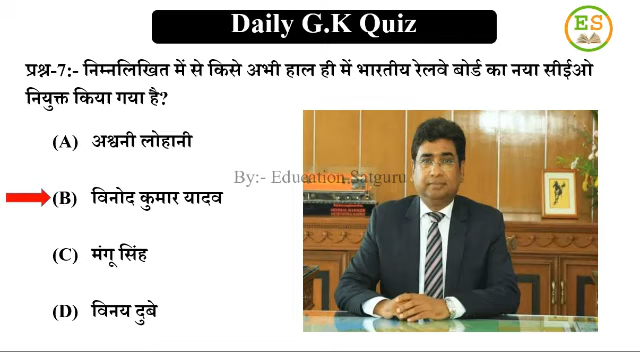 Daily G.K Quiz
ES
प्रश्न-7:- निम्नलिखित में से किसे अभी हाल ही में भारतीय रेलवे बोर्ड का नया सीईओ
नियुक्त किया गया है?
(A) अश्वनी लोहानी
By:- Education Satguru.
(B) विनोद कुमार यादव
(C) मंगू सिंह
(D) विनय दुबे